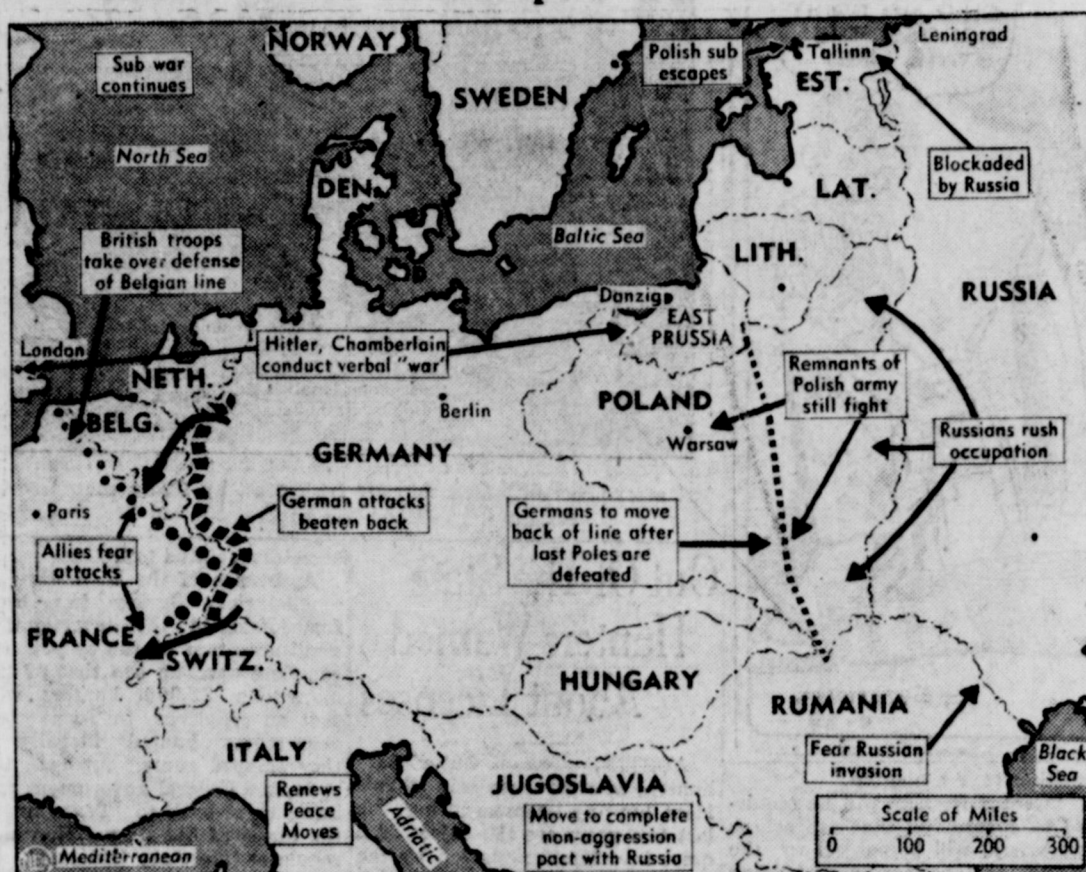 NORWAY
Sub war
continues
North Sea
SWEDEN
Polish sub
escapes
Tallinn
Leningrad
EST.
Blockaded
by Russia
DEN.
LAT.
British troops
take over defense
of Belgian line
Baltic Sea
LITH.
RUSSIA
Danzig
EAST
PRUSSIA
London
Hitler, Chamberlain
conduct verbal "war"
NETH.
BELG.
Berlin
POLAND
Warsaw
Remnants of
Polish army
still fight
Russians rush
occupation
GERMANY
Paris
German attacks
beaten back
Germans to move
back of line after
last Poles are
defeated
Allies fear
attacks
FRANCE
SWITZ.
HUNGARY
RUMANIA
ITALY
Fear Russian
invasion
Black
Sea
Renews
Peace
Moves
Adriatic
JUGOSLAVIA
Move to complete
non-aggression
pact with Russia
Scale of Miles
0 100 200 300
Mediterranean